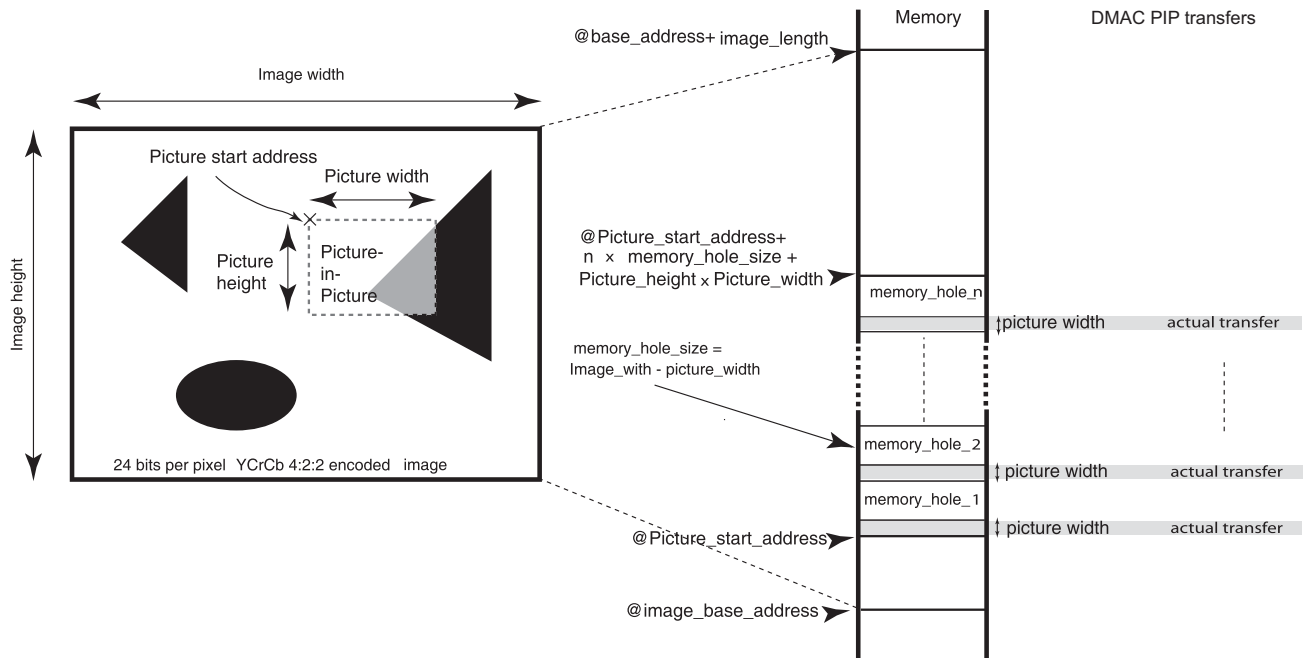 Image width
Image height
Picture start address
Picture width
Picture
height
Picture-
in-
Picture
24 bits per pixel YCrCb 4:2:2 encoded image
@base_address+ image_length
@Picture_start_address+
n x memory_hole_size +
Picture_height x Picture_width
memory_hole_size =
Image_with - picture_width
@Picture_start_address
@image_base_address
Memory
DMAC PIP transfers
memory_hole_n
picture width actual transfer
memory_hole_2
picture width actual transfer
memory_hole_1
picture width actual transfer